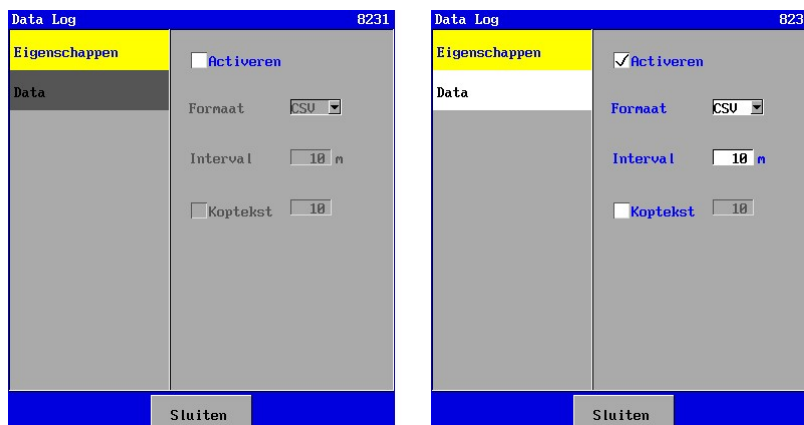 Data Log 8231
Eigenschappen
Activeren
Data
Formaat CSV
Interval 10 m
Koptekst 10
Sluiten
Data Log 823
Eigenschappen
Activeren
Data
Formaat CSV
Interval 10 m
Koptekst 10
Sluiten